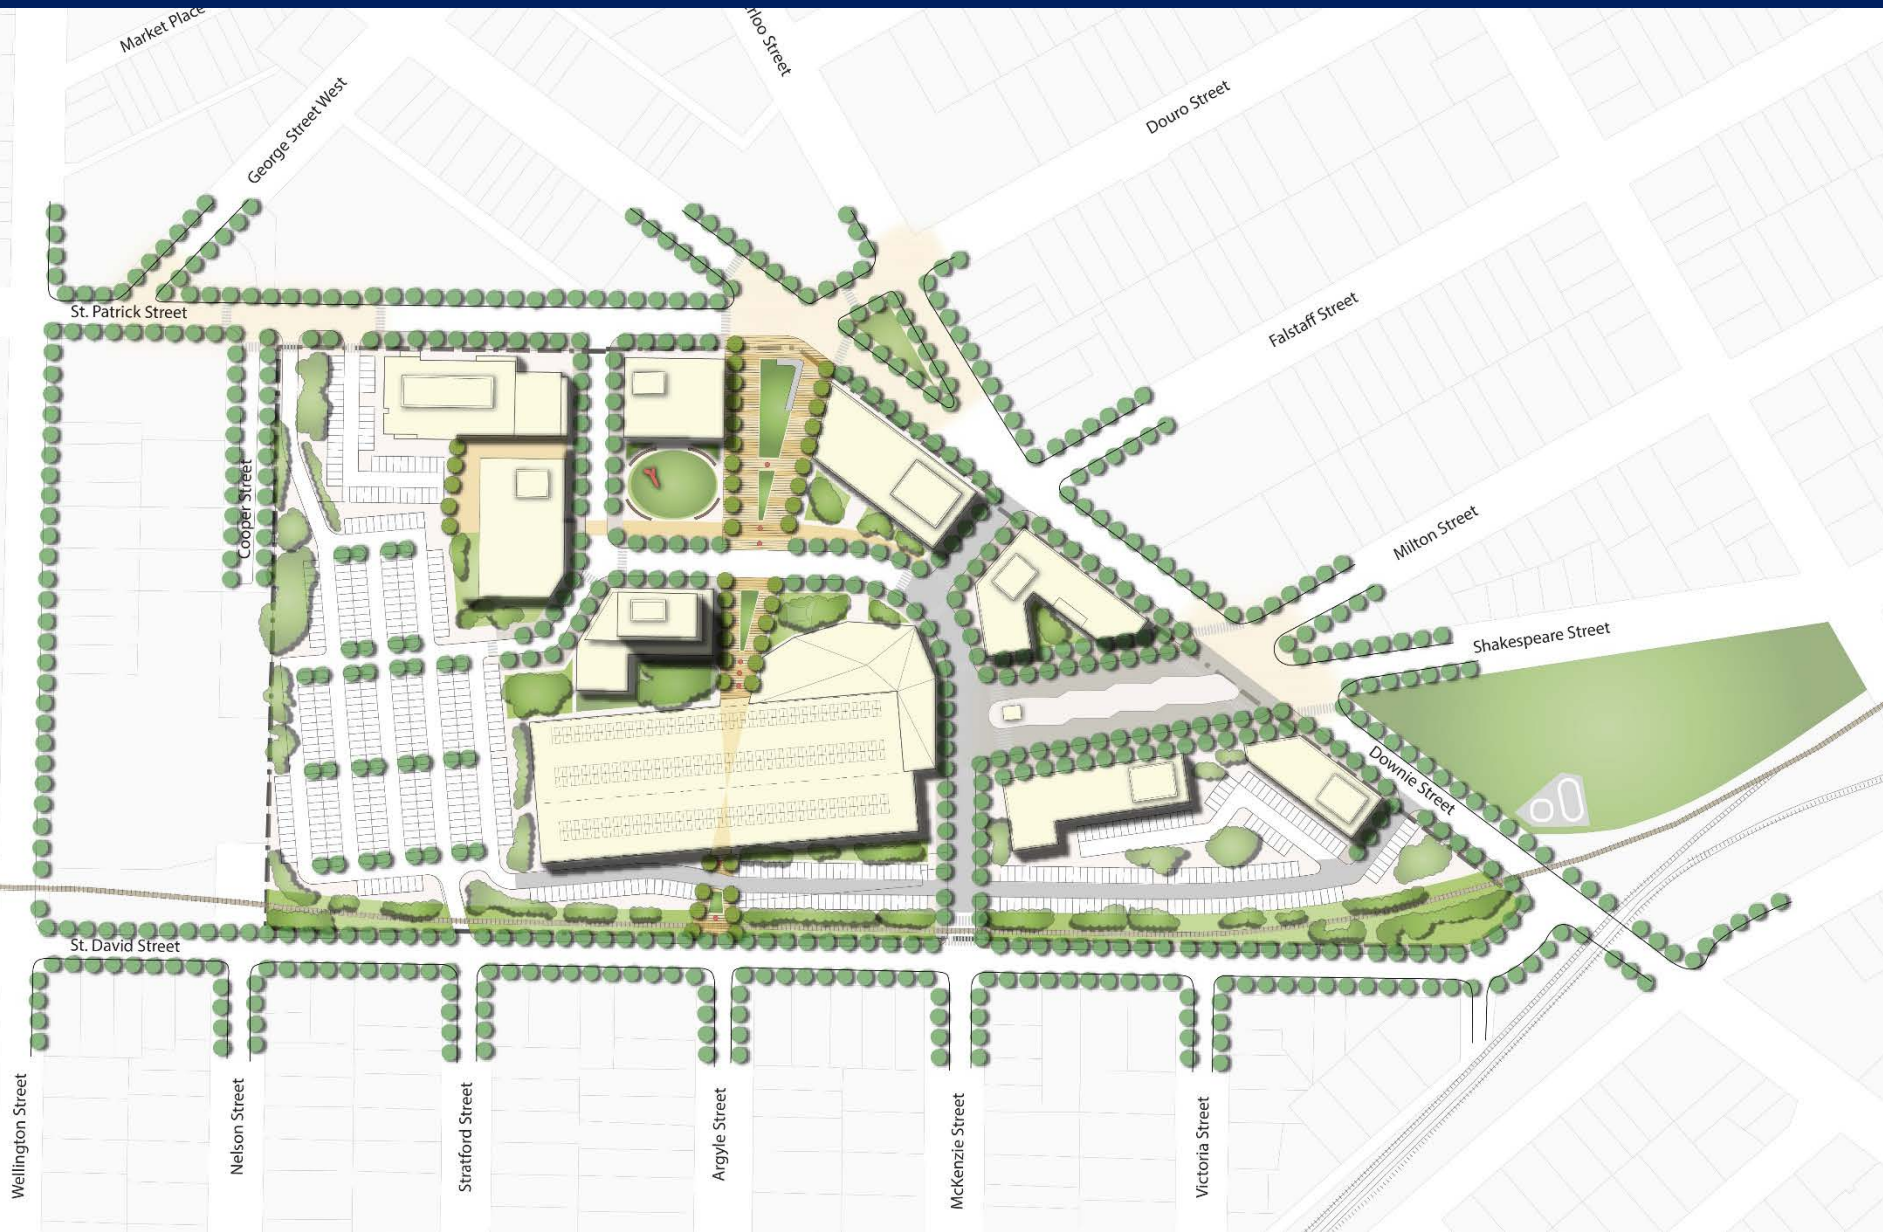 Market Place
rloo Street
George Street West
Douro Street
St. Patrick Street
Falstaff Street
Cooper Street
Milton Street
Shakespeare Street
Downie Street
St. David Street
Wellington Street
Nelson Street
Stratford Street
Argyle Street
McKenzie Street
Victoria Street